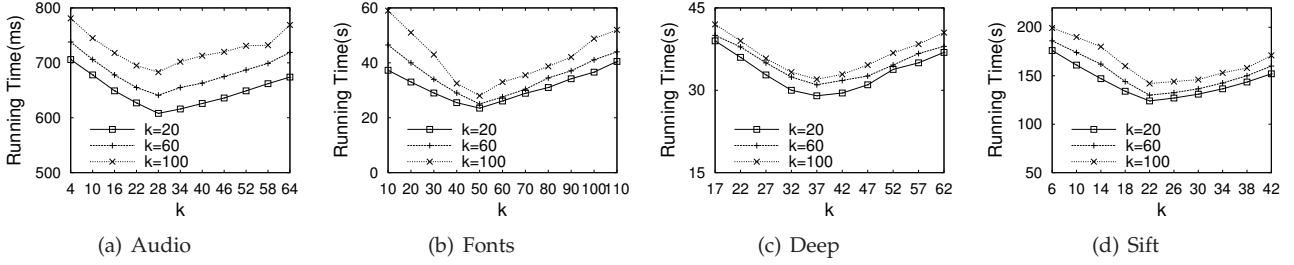 Running Time(ms)
800
700
600
500
k=20
k=60
k=100
4 10 16 22 28 34 40 46 52 58 64
k
(a) Audio
Running Time(s)
60
40
20
0
k=20
k=60
k=100
10 20 30 40 50 60 70 80 90 100 110
k
(b) Fonts
Running Time(s)
45
30
15
k=20
k=60
k=100
17 22 27 32 37 42 47 52 57 62
k
(c) Deep
Running Time(s)
200
150
100
50
k=20
k=60
k=100
6 10 14 18 22 26 30 34 38 42
k
(d) Sift